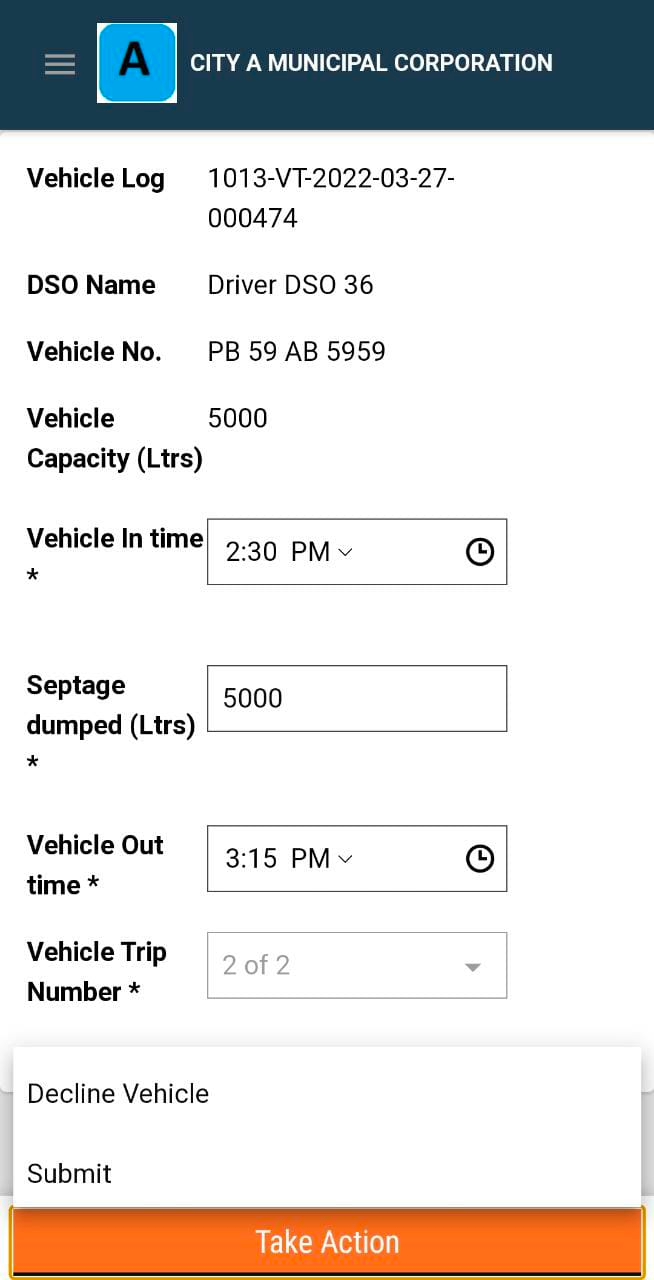 A CITY A MUNICIPAL CORPORATION
Vehicle Log 1013-VT-2022-03-27-
000474
DSO Name Driver DSO 36
Vehicle No. PB 59 AB 5959
Vehicle 5000
Capacity (Ltrs)
Vehicle In time 2:30 PM
*
Septage
dumped (Ltrs) 5000
*
Vehicle Out 3:15 PM
time *
Vehicle Trip 2 of 2
Number *
Decline Vehicle
Submit
Take Action